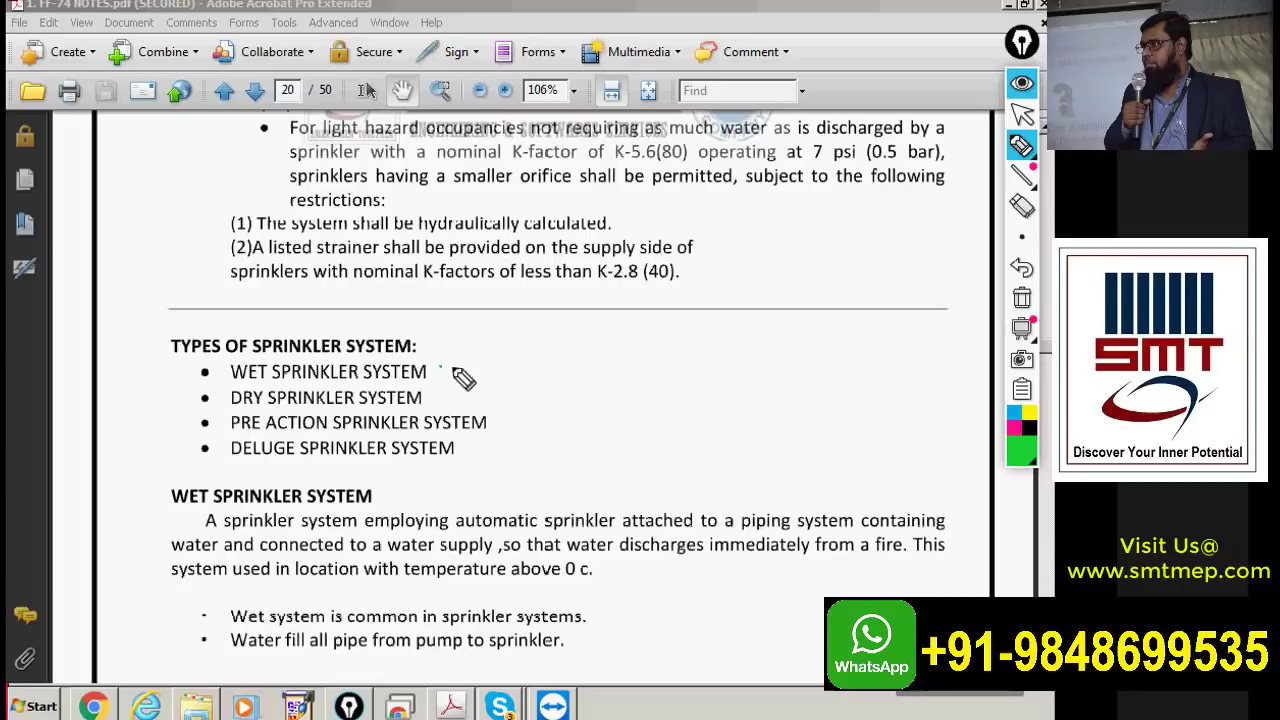 1. FF-74 NOTES.pdf (SECURED) - Adobe Acrobat Pro Extended
File Edit View Document Comments Forms Tools Advanced Window Help
Create Combine Collaborate Secure Sign Forms Multimedia Comment
20 / 50 106% Find
• For light hazard occupancies not requiring as much water as is discharged by a
sprinkler with a nominal K-factor of K-5.6(80) operating at 7 psi (0.5 bar),
sprinklers having a smaller orifice shall be permitted, subject to the following
restrictions:
(1) The system shall be hydraulically calculated.
(2)A listed strainer shall be provided on the supply side of
sprinklers with nominal K-factors of less than K-2.8 (40).
TYPES OF SPRINKLER SYSTEM:
• WET SPRINKLER SYSTEM
• DRY SPRINKLER SYSTEM
• PRE ACTION SPRINKLER SYSTEM
• DELUGE SPRINKLER SYSTEM
WET SPRINKLER SYSTEM
A sprinkler system employing automatic sprinkler attached to a piping system containing
water and connected to a water supply ,so that water discharges immediately from a fire. This
system used in location with temperature above 0 c.
- Wet system is common in sprinkler systems.
• Water fill all pipe from pump to sprinkler.
SMT
Discover Your Inner Potential
Visit Us@
www.smtmep.com
WhatsApp
+91-9848699535
Start